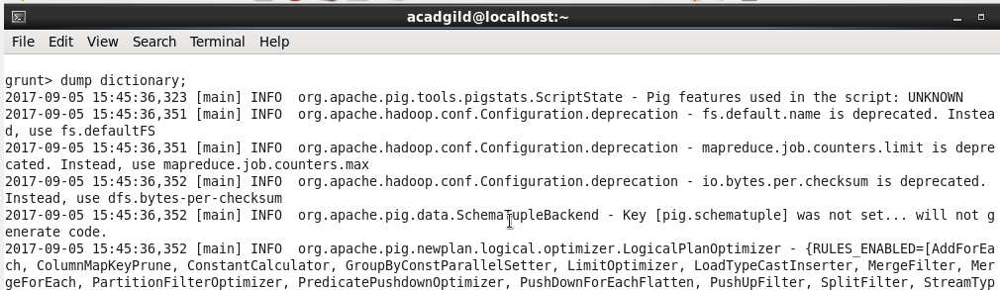 acadgild@localhost:~
File Edit View Search Terminal Help
grunt> dump dictionary;
2017-09-05 15:45:36,323 [main] INFO  org.apache.pig.tools.pigstats.ScriptState - Pig features used in the script: UNKNOWN
2017-09-05 15:45:36,351 [main] INFO  org.apache.hadoop.conf.Configuration.deprecation - fs.default.name is deprecated. Instea
d, use fs.defaultFS
2017-09-05 15:45:36,351 [main] INFO  org.apache.hadoop.conf.Configuration.deprecation - mapreduce.job.counters.limit is depre
cated. Instead, use mapreduce.job.counters.max
2017-09-05 15:45:36,352 [main] INFO  org.apache.hadoop.conf.Configuration.deprecation - io.bytes.per.checksum is deprecated.
Instead, use dfs.bytes-per-checksum
2017-09-05 15:45:36,352 [main] INFO  org.apache.pig.data.SchemaTupleBackend - Key [pig.schematuple] was not set... will not g
enerate code.
2017-09-05 15:45:36,352 [main] INFO  org.apache.pig.newplan.logical.optimizer.LogicalPlanOptimizer - {RULES_ENABLED=[AddForEa
ch, ColumnMapKeyPrune, ConstantCalculator, GroupByConstParallelSetter, LimitOptimizer, LoadTypeCastInserter, MergeFilter, Mer
geForEach, PartitionFilterOptimizer, PredicatePushdownOptimizer, PushDownForEachFlatten, PushUpFilter, SplitFilter, StreamTyp